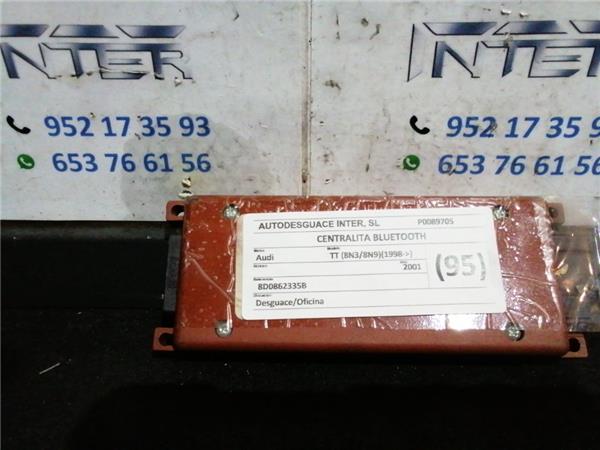 INTER
INTER
952 17 35 93
653 76 61 56
952 17 35 9
653 76 61 56
AUTODESGUACE INTER, SL P0089705
CENTRALITA BLUETOOTH
Audi TT (8N3/8N9)(1998->)
2001
8D0862335B
Desguace/Oficina
(95)